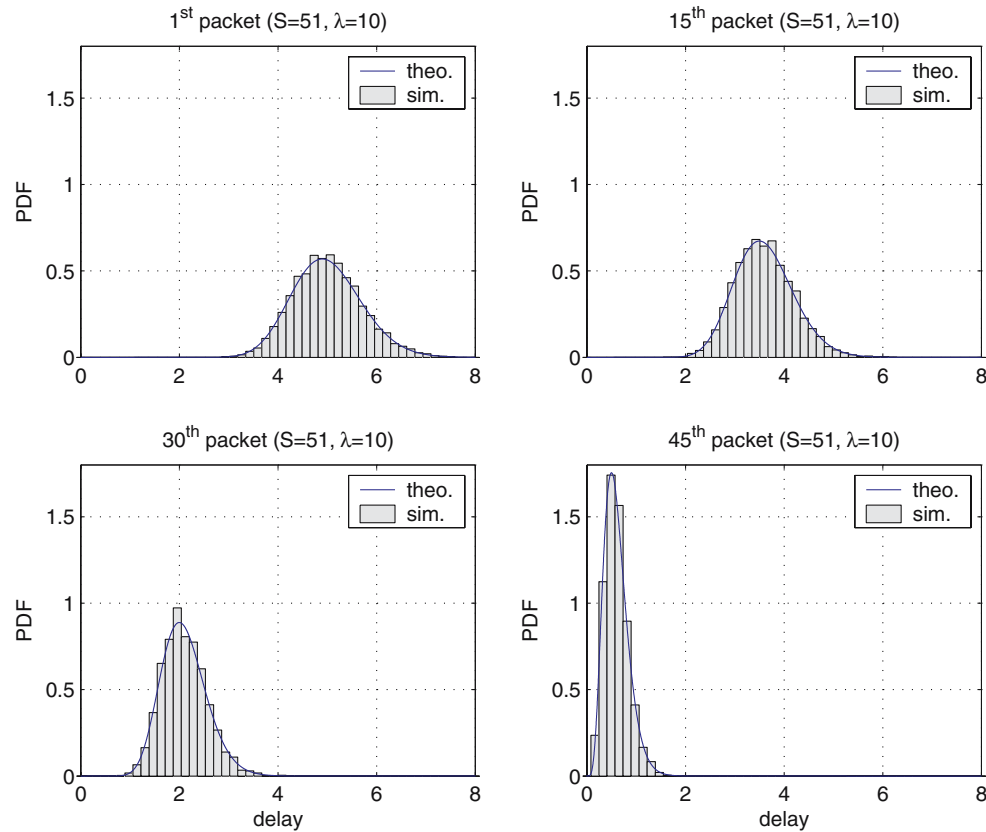 1st packet (S=51, λ=10)
PDF
1.5
1
0.5
0
0 2 4 6 8
theo.
sim.
15th packet (S=51, λ=10)
PDF
1.5
1
0.5
0
0 2 4 6 8
theo.
sim.
30th packet (S=51, λ=10)
PDF
1.5
1
0.5
0
0 2 4 6 8
delay
theo.
sim.
45th packet (S=51, λ=10)
PDF
1.5
1
0.5
0
0 2 4 6 8
delay
theo.
sim.